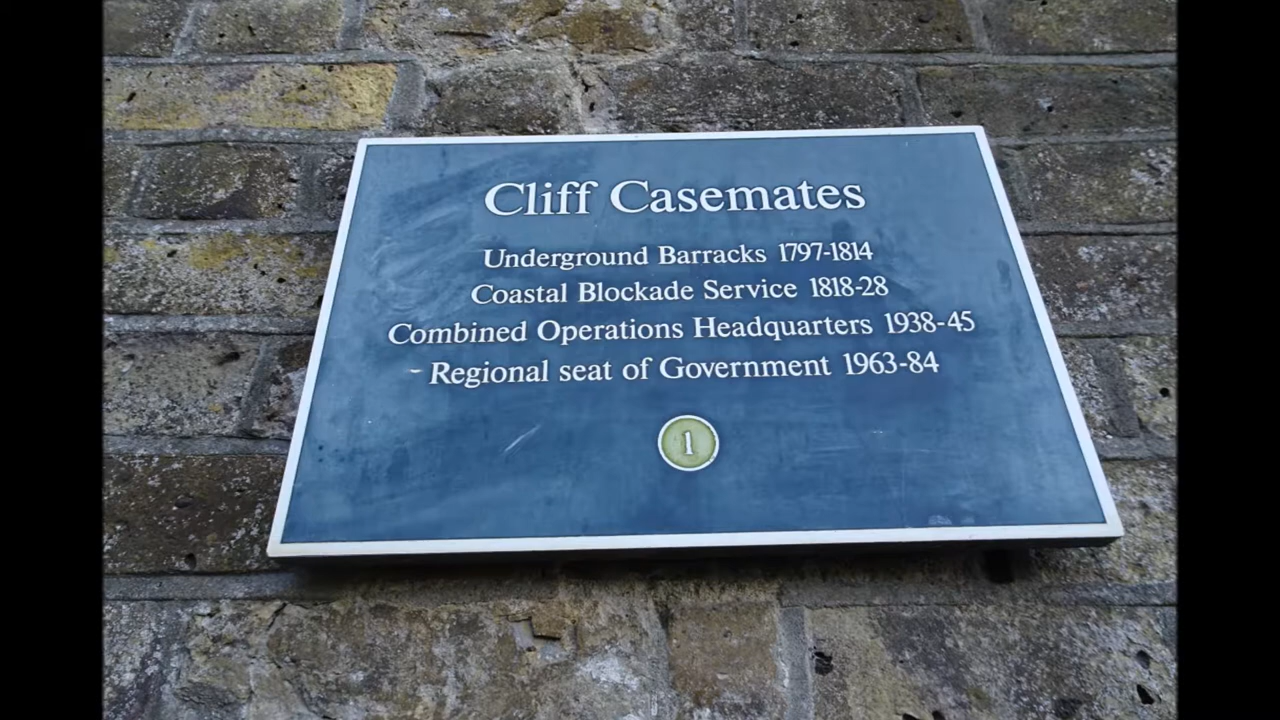 Cliff Casemates
Underground Barracks 1797-1814
Coastal Blockade Service 1818-28
Combined Operations Headquarters 1938-45
Regional seat of Government 1963-84
1